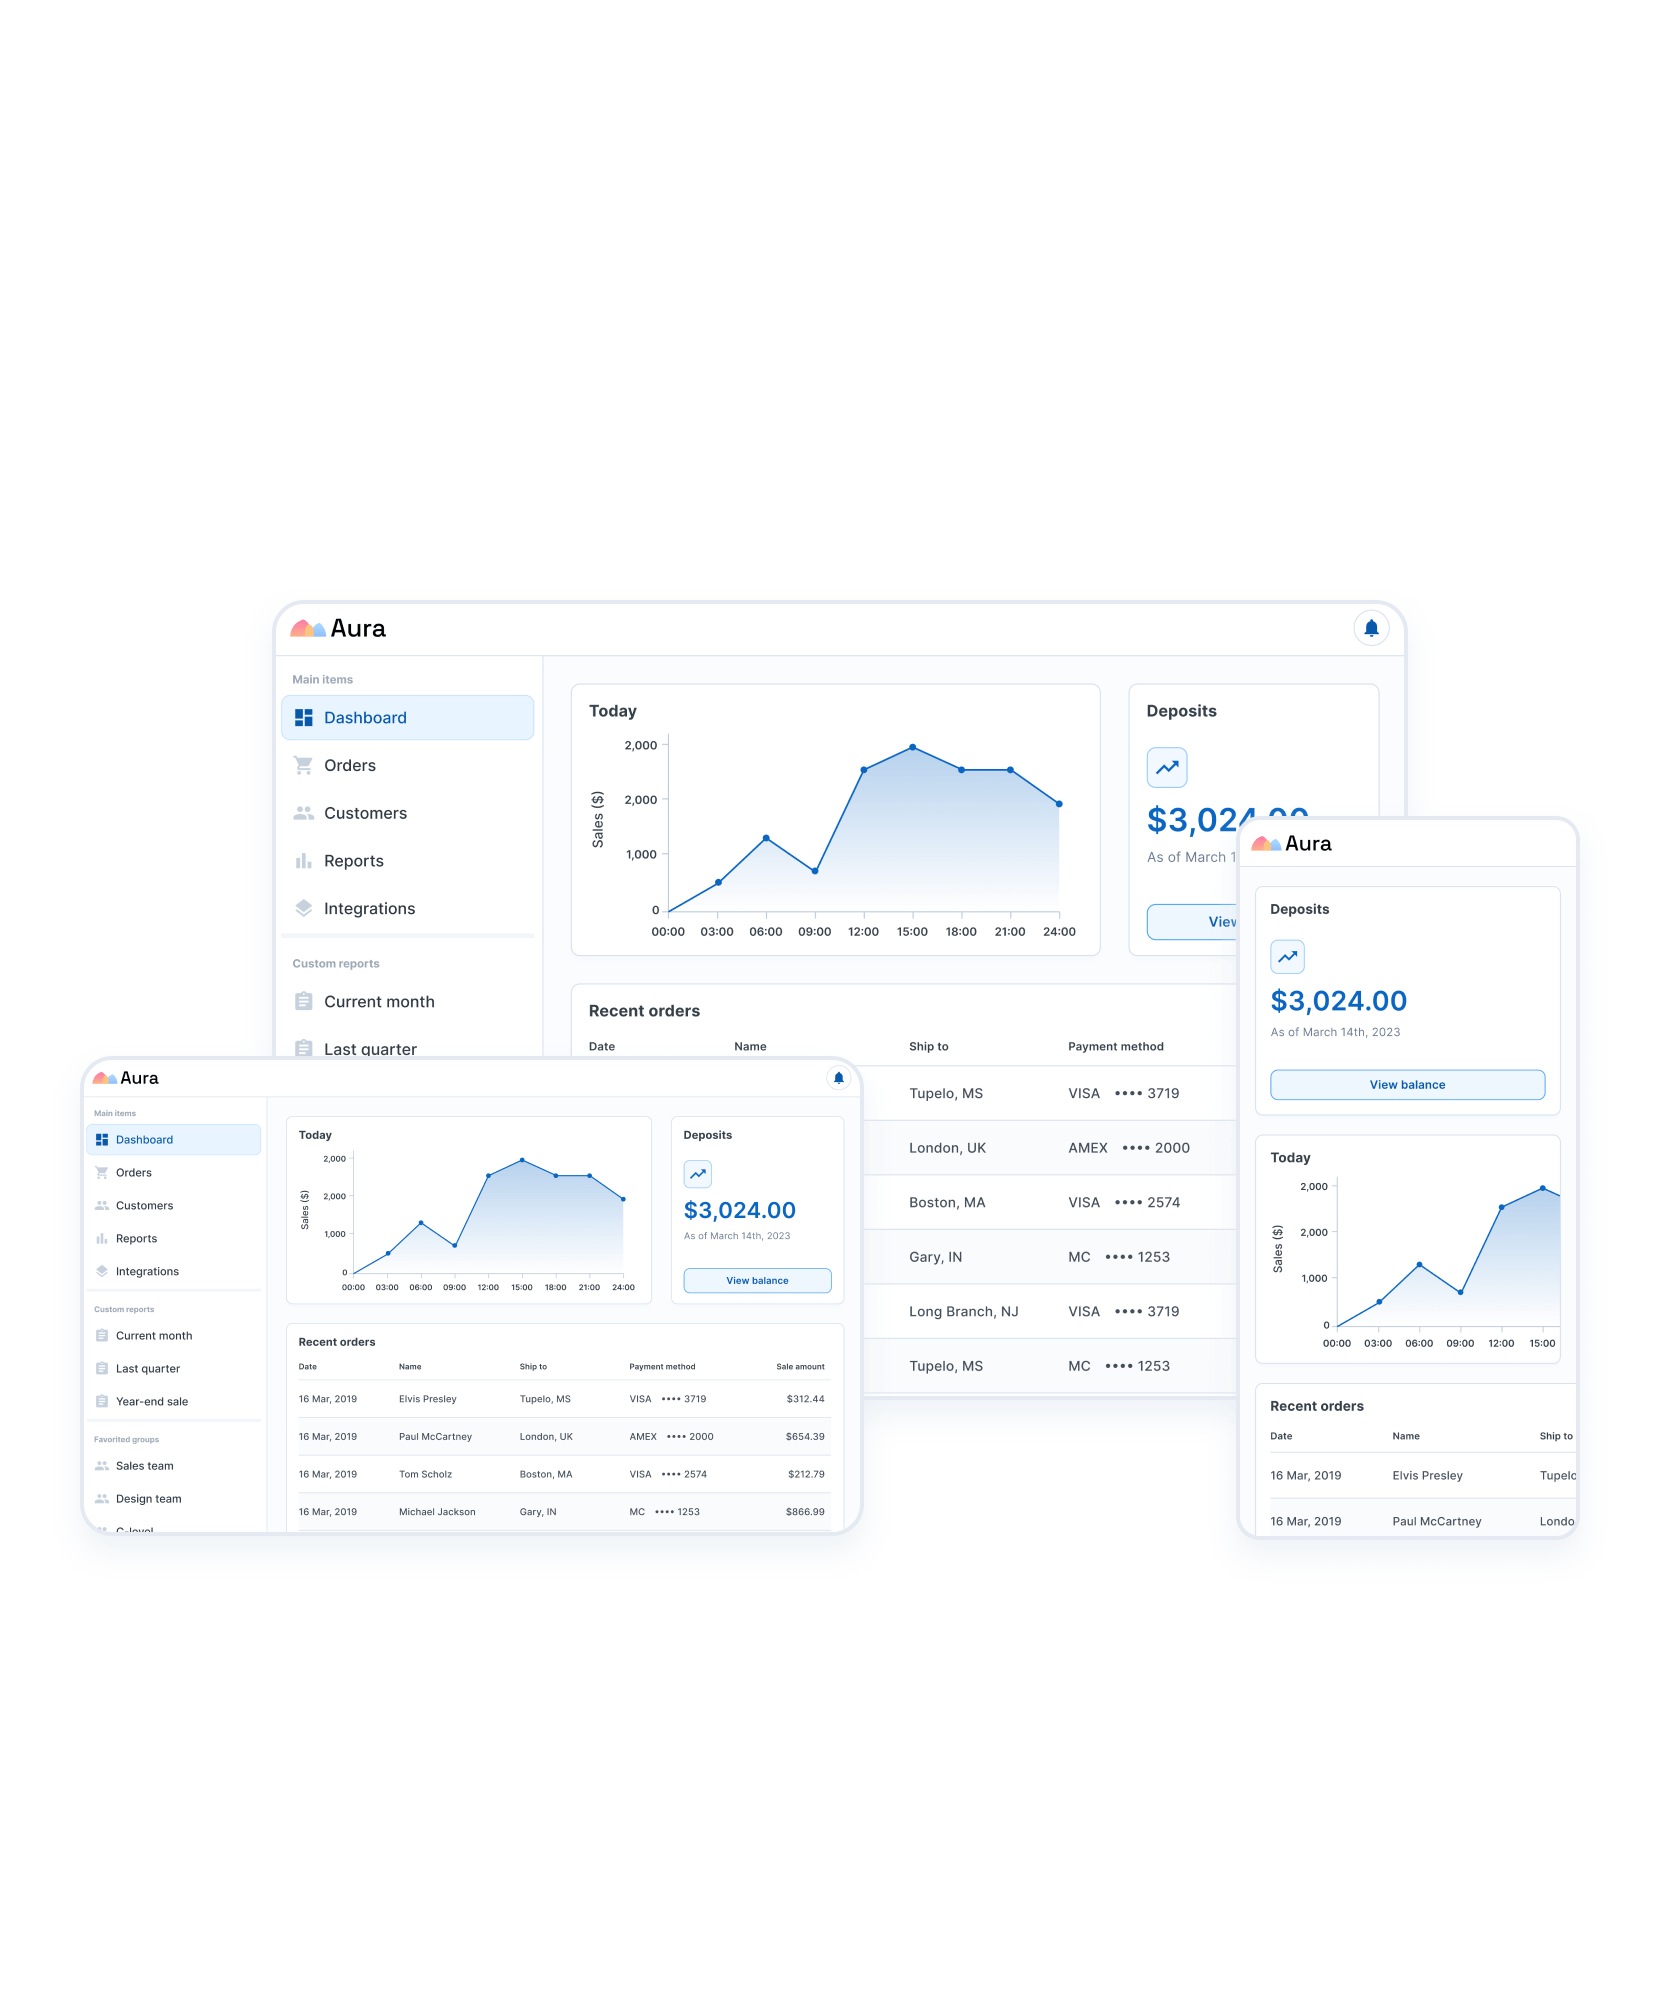 Aura
Main items
Dashboard
Orders
Customers
Reports
Integrations
Custom reports
Current month
Last quarter
Today
Sales ($)
2,000
2,000
1,000
0
00:00 03:00 06:00 09:00 12:00 15:00 18:00 21:00 24:00
Deposits
$3,024.00
As of March 1
View
Recent orders
Date Name Ship to Payment method
Tupelo, MS VISA •••• 3719
London, UK AMEX •••• 2000
Boston, MA VISA •••• 2574
Gary, IN MC •••• 1253
Long Branch, NJ VISA •••• 3719
Tupelo, MS MC •••• 1253
Aura
Main items
Dashboard
Orders
Customers
Reports
Integrations
Custom reports
Current month
Last quarter
Year-end sale
Favorited groups
Sales team
Design team
C-level
Today
Sales ($)
2,000
2,000
1,000
0
00:00 03:00 06:00 09:00 12:00 15:00 18:00 21:00 24:00
Deposits
$3,024.00
As of March 14th, 2023
View balance
Recent orders
Date Name Ship to Payment method Sale amount
16 Mar, 2019 Elvis Presley Tupelo, MS VISA •••• 3719 $312.44
16 Mar, 2019 Paul McCartney London, UK AMEX •••• 2000 $654.39
16 Mar, 2019 Tom Scholz Boston, MA VISA •••• 2574 $212.79
16 Mar, 2019 Michael Jackson Gary, IN MC •••• 1253 $866.99
Aura
Deposits
$3,024.00
As of March 14th, 2023
View balance
Today
Sales ($)
2,000
2,000
1,000
0
00:00 03:00 06:00 09:00 12:00 15:00
Recent orders
Date Name Ship to
16 Mar, 2019 Elvis Presley Tupelo
16 Mar, 2019 Paul McCartney Londo